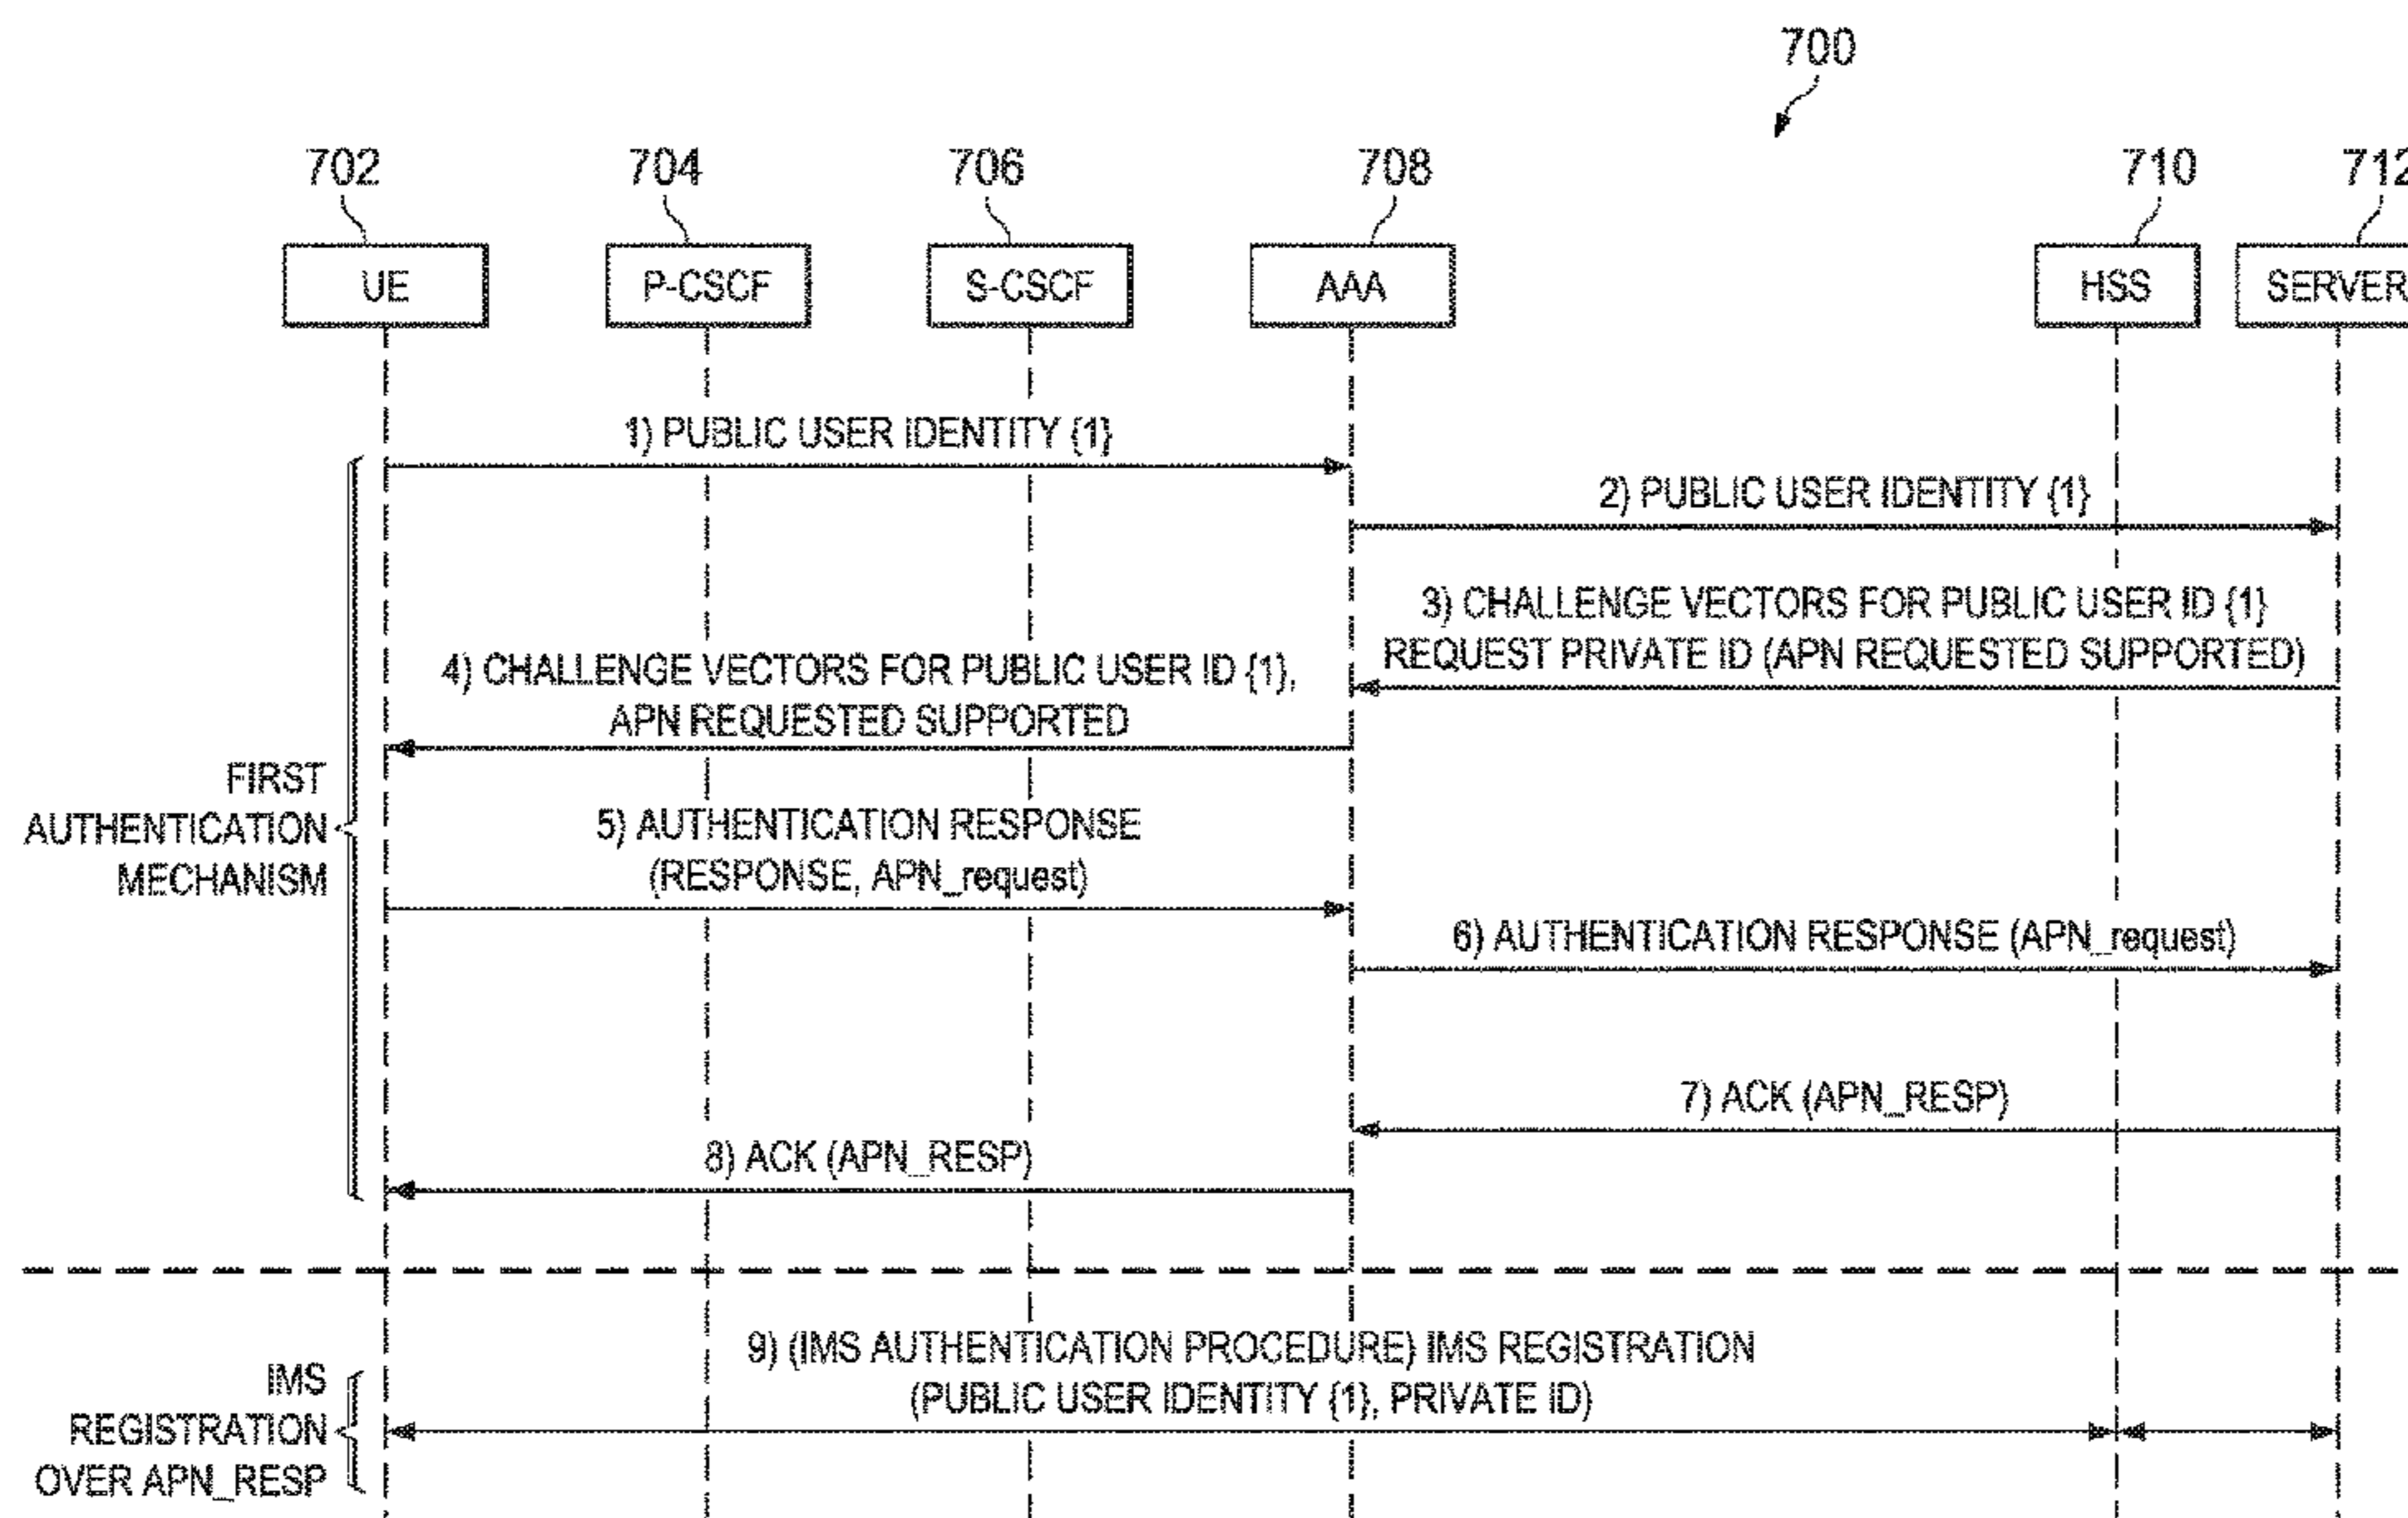 700
702
704
706
708
710
712
UE
P-CSCF
S-CSCF
AAA
HSS
SERVER
1) PUBLIC USER IDENTITY {1}
2) PUBLIC USER IDENTITY {1}
3) CHALLENGE VECTORS FOR PUBLIC USER ID {1}
REQUEST PRIVATE ID (APN REQUESTED SUPPORTED)
4) CHALLENGE VECTORS FOR PUBLIC USER ID {1},
APN REQUESTED SUPPORTED
FIRST
AUTHENTICATION
MECHANISM
5) AUTHENTICATION RESPONSE
(RESPONSE, APN_request)
6) AUTHENTICATION RESPONSE (APN_request)
7) ACK (APN_RESP)
8) ACK (APN_RESP)
9) (IMS AUTHENTICATION PROCEDURE) IMS REGISTRATION
(PUBLIC USER IDENTITY {1}, PRIVATE ID)
IMS
REGISTRATION
OVER APN_RESP